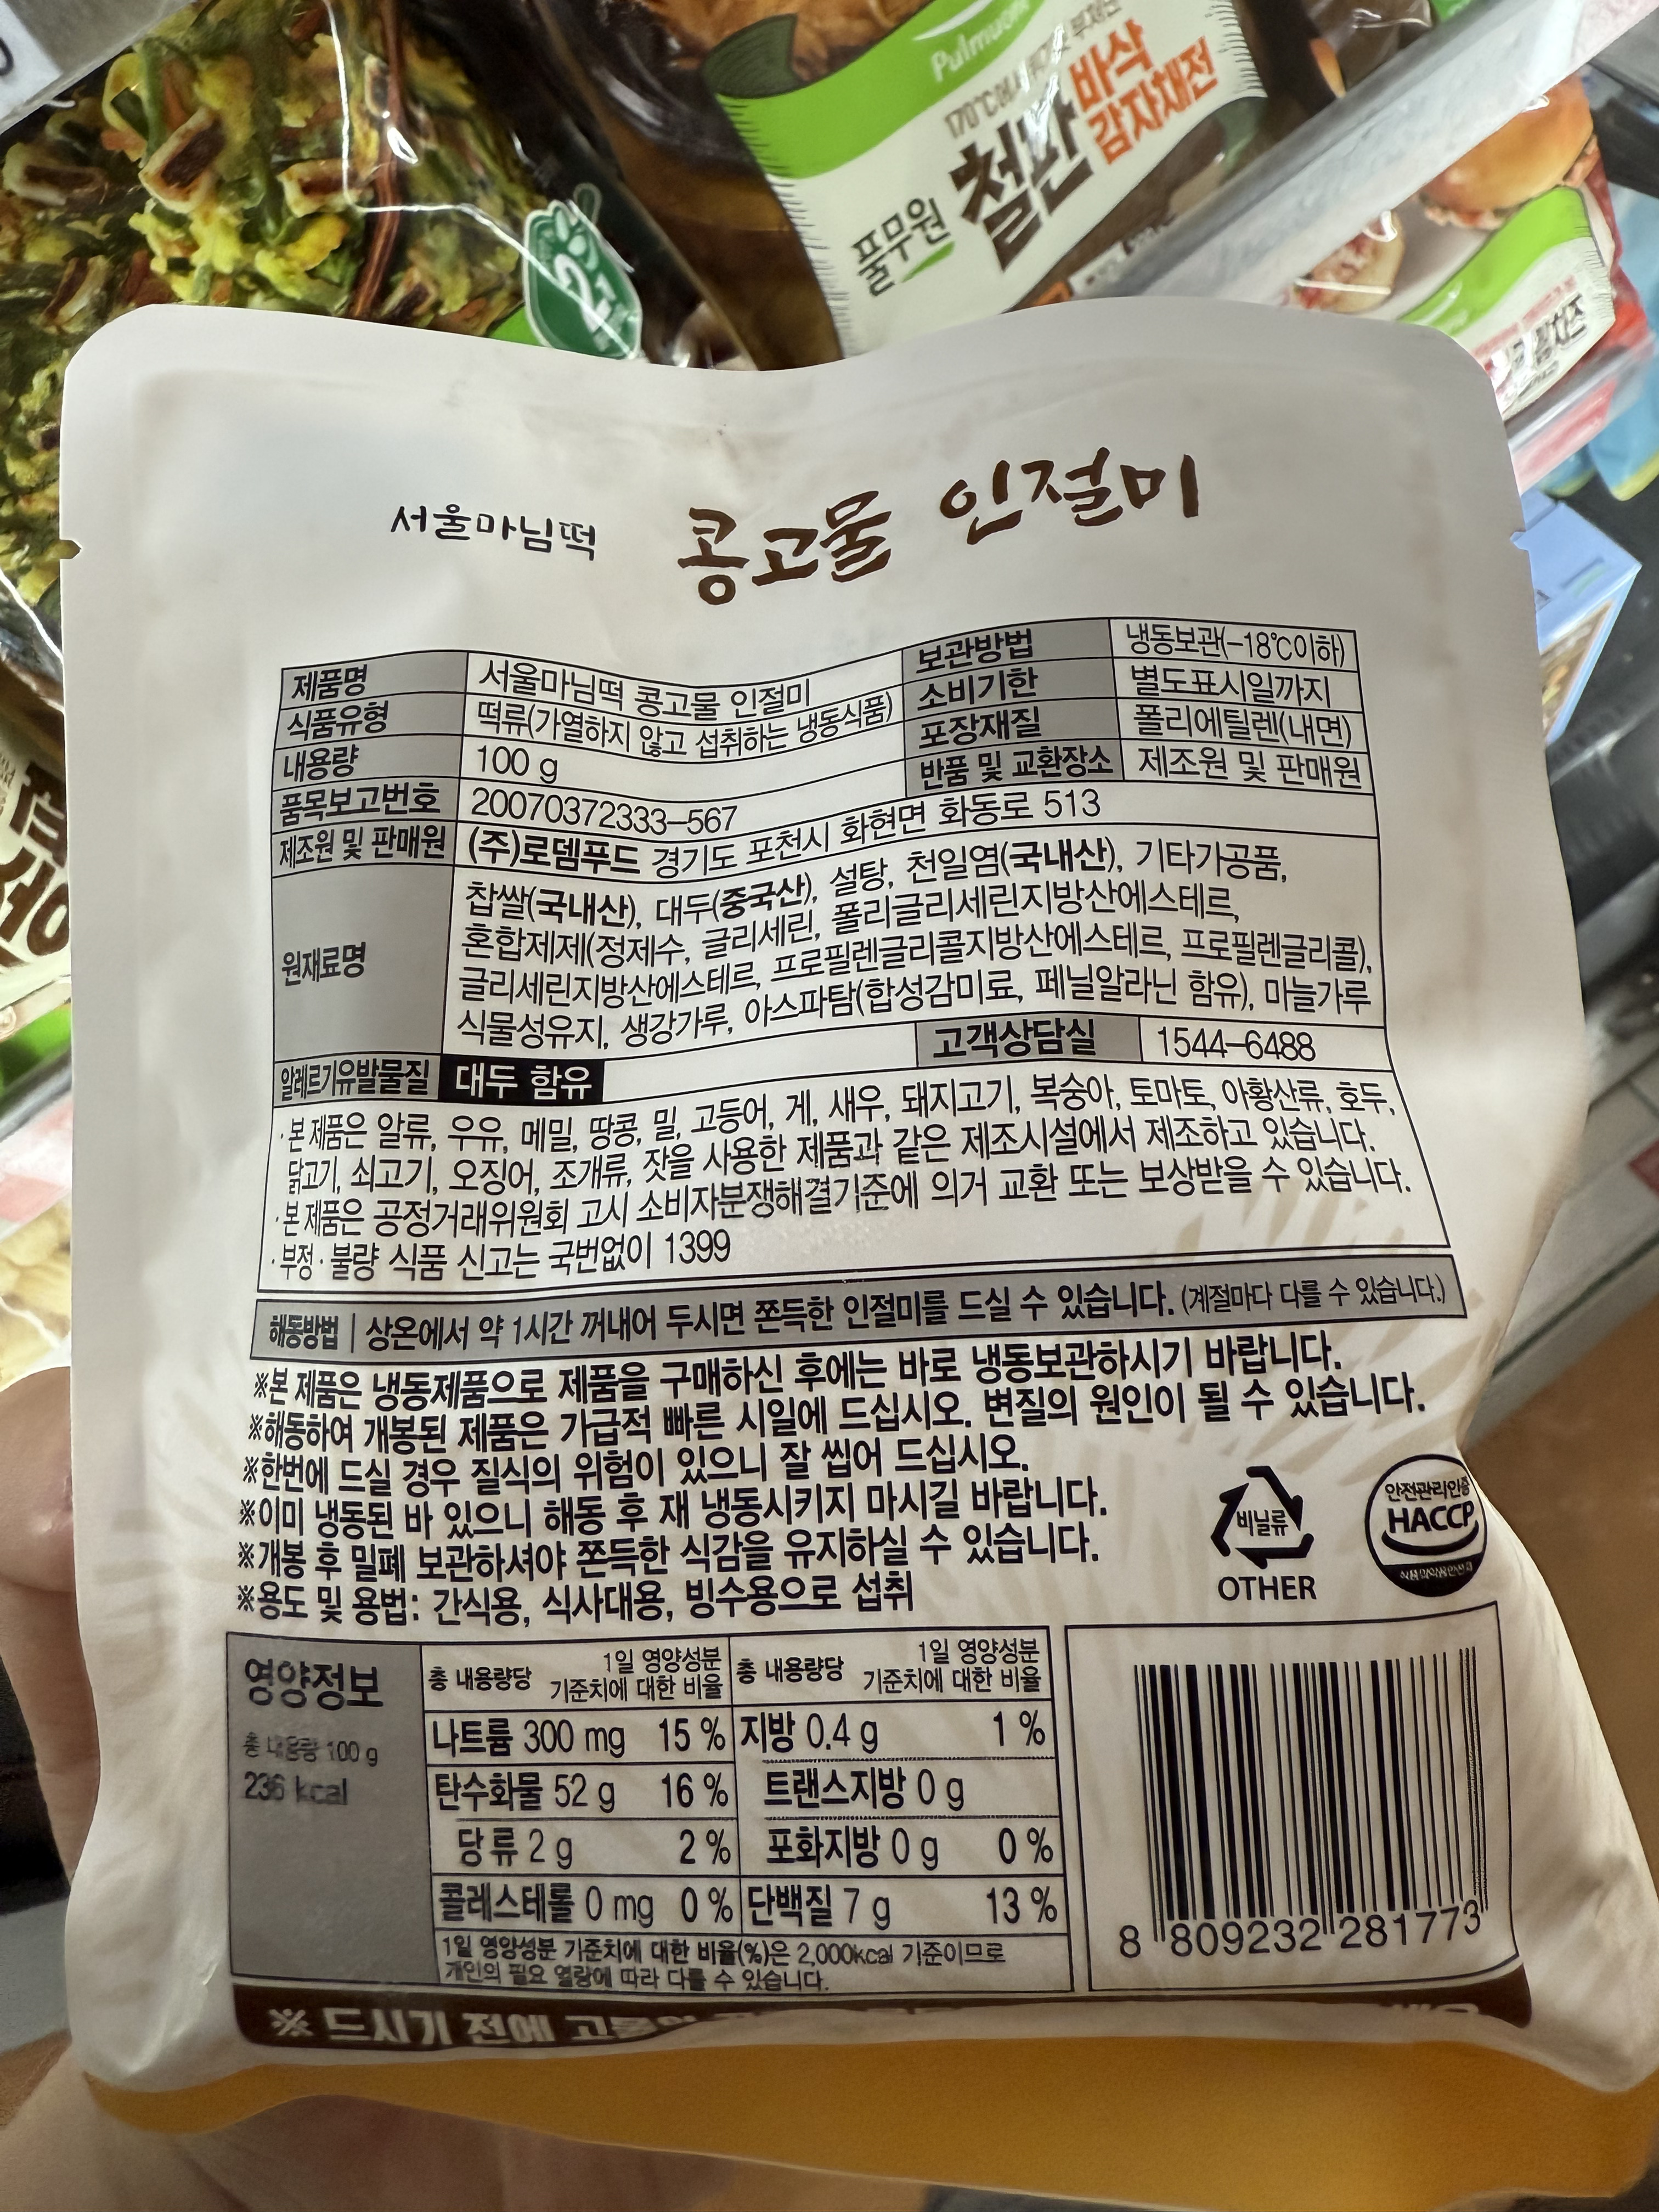 Pulmuone
바삭
감자채전
풀무원
철판
서울마님떡 콩고물 인절미
제품명 서울마님떡 콩고물 인절미 보관방법 냉동보관(-18℃이하)
식품유형 떡류(가열하지 않고 섭취하는 냉동식품) 소비기한 별도표시일까지
내용량 100 g 포장재질 폴리에틸렌(내면)
품목보고번호 20070372333-567 반품 및 교환장소 제조원 및 판매원
제조원 및 판매원 (주)로뎀푸드 경기도 포천시 화현면 화동로 513
원재료명 찹쌀(국내산), 대두(중국산), 설탕, 천일염(국내산), 기타가공품,
혼합제제(정제수, 글리세린, 폴리글리세린지방산에스테르,
글리세린지방산에스테르, 프로필렌글리콜지방산에스테르, 프로필렌글리콜),
식물성유지, 생강가루, 아스파탐(합성감미료, 페닐알라닌 함유), 마늘가루
알레르기유발물질 대두 함유 고객상담실 1544-6488
·본 제품은 알류, 우유, 메밀, 땅콩, 밀, 고등어, 게, 새우, 돼지고기, 복숭아, 토마토, 아황산류, 호두,
닭고기, 쇠고기, 오징어, 조개류, 잣을 사용한 제품과 같은 제조시설에서 제조하고 있습니다.
·본 제품은 공정거래위원회 고시 소비자분쟁해결기준에 의거 교환 또는 보상받을 수 있습니다.
·부정·불량 식품 신고는 국번없이 1399
해동방법 | 상온에서 약 1시간 꺼내어 두시면 쫀득한 인절미를 드실 수 있습니다. (계절마다 다를 수 있습니다.)
※본 제품은 냉동제품으로 제품을 구매하신 후에는 바로 냉동보관하시기 바랍니다.
※해동하여 개봉된 제품은 가급적 빠른 시일에 드십시오. 변질의 원인이 될 수 있습니다.
※한번에 드실 경우 질식의 위험이 있으니 잘 씹어 드십시오.
※이미 냉동된 바 있으니 해동 후 재 냉동시키지 마시길 바랍니다.
※개봉 후 밀폐 보관하셔야 쫀득한 식감을 유지하실 수 있습니다.
※용도 및 용법: 간식용, 식사대용, 빙수용으로 섭취
비닐류
OTHER
안전관리인증
HACCP
영양정보
총 내용량 100 g
236 kcal
총 내용량당 1일 영양성분 기준치에 대한 비율 총 내용량당 1일 영양성분 기준치에 대한 비율
나트륨 300 mg 15 % 지방 0.4 g 1 %
탄수화물 52 g 16 % 트랜스지방 0 g
당류 2 g 2 % 포화지방 0 g 0 %
콜레스테롤 0 mg 0 % 단백질 7 g 13 %
1일 영양성분 기준치에 대한 비율(%)은 2,000kcal 기준이므로
개인의 필요 열량에 따라 다를 수 있습니다.
8 809232 281773
※ 드시기 전에